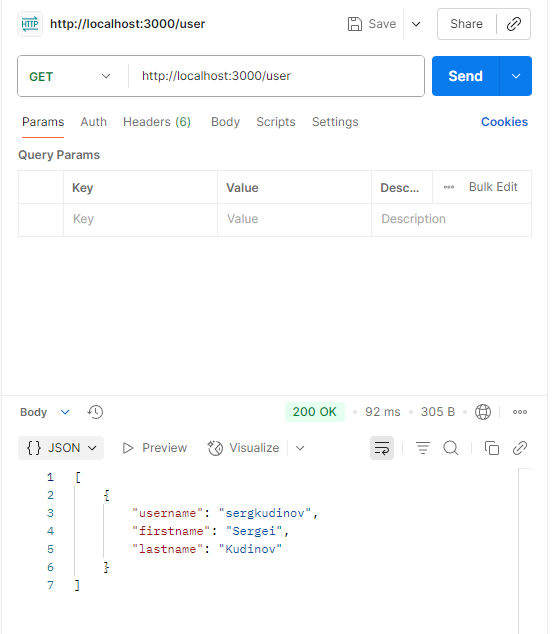 HTTP http://localhost:3000/user Save Share
GET http://localhost:3000/user Send
Params Auth Headers (6) Body Scripts Settings Cookies
Query Params
Key Value Desc... Bulk Edit
Key Value Description
Body 200 OK 92 ms 305 B
{} JSON Preview Visualize
1 [
2 {
3 "username": "sergkudinov",
4 "firstname": "Sergei",
5 "lastname": "Kudinov"
6 }
7 ]